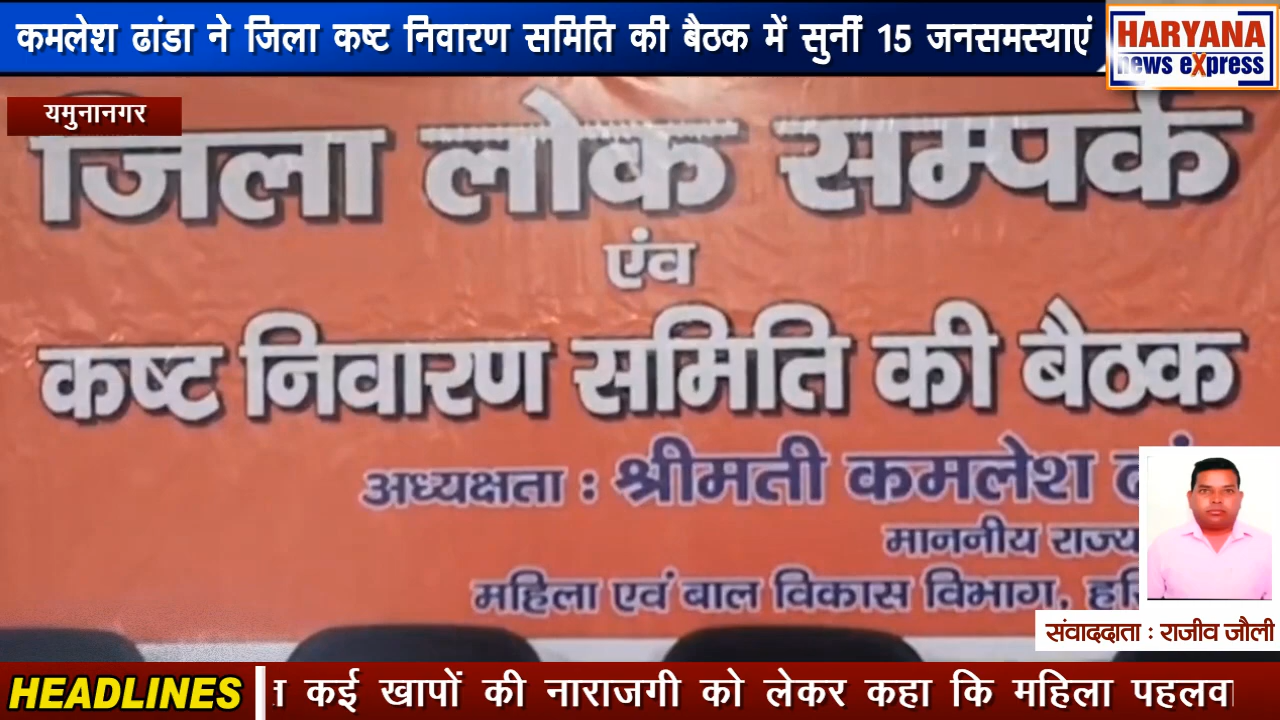 कमलेश ढांडा ने जिला कष्ट निवारण समिति की बैठक में सुनीं 15 जनसमस्याएं
HARYANA
news eXpress
यमुनानगर
जिला लोक सम्पर्क
एंव
कष्ट निवारण समिति की बैठक
अध्यक्षता : श्रीमती कमलेश
माननीय राज्य
महिला एवं बाल विकास विभाग,
संवाददाता : राजीव जौली
HEADLINES
कई खापों की नाराजगी को लेकर कहा कि महिला